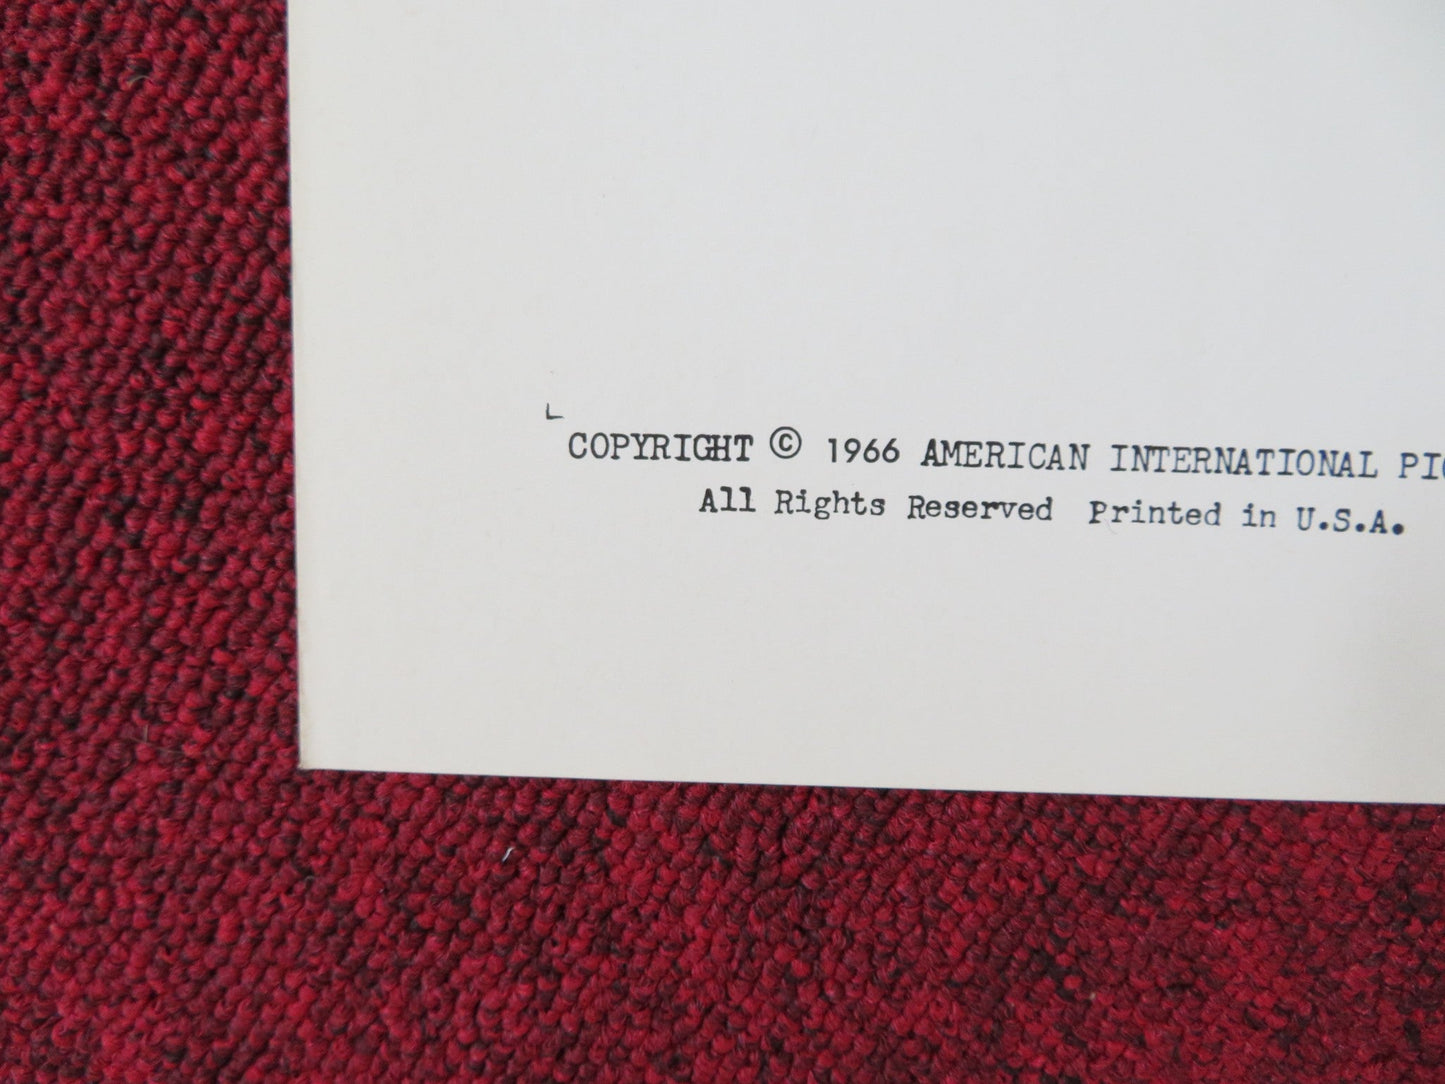 COPYRIGHT © 1966 AMERICAN INTERNATIONAL
All Rights Reserved Printed in U.S.A.